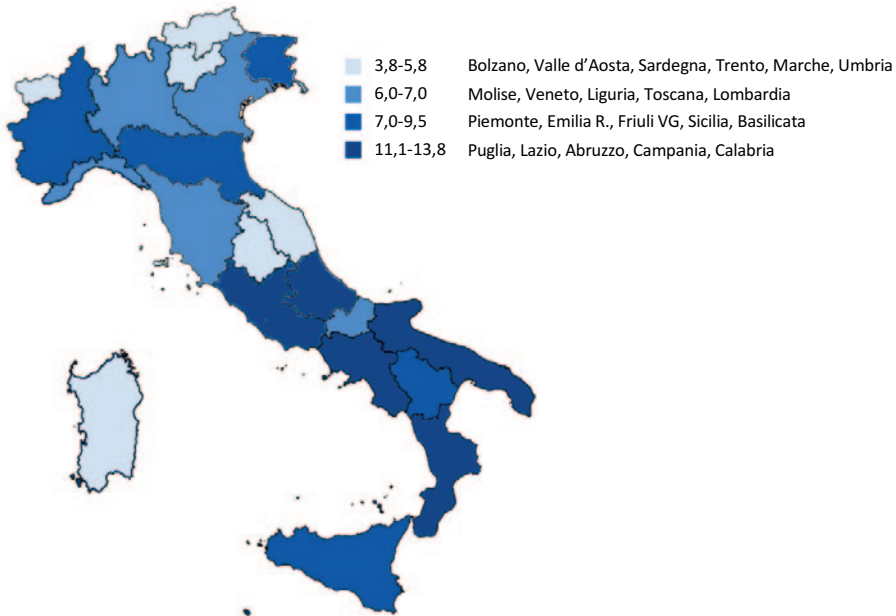 3,8-5,8 Bolzano, Valle d’Aosta, Sardegna, Trento, Marche, Umbria
6,0-7,0 Molise, Veneto, Liguria, Toscana, Lombardia
7,0-9,5 Piemonte, Emilia R., Friuli VG, Sicilia, Basilicata
11,1-13,8 Puglia, Lazio, Abruzzo, Campania, Calabria